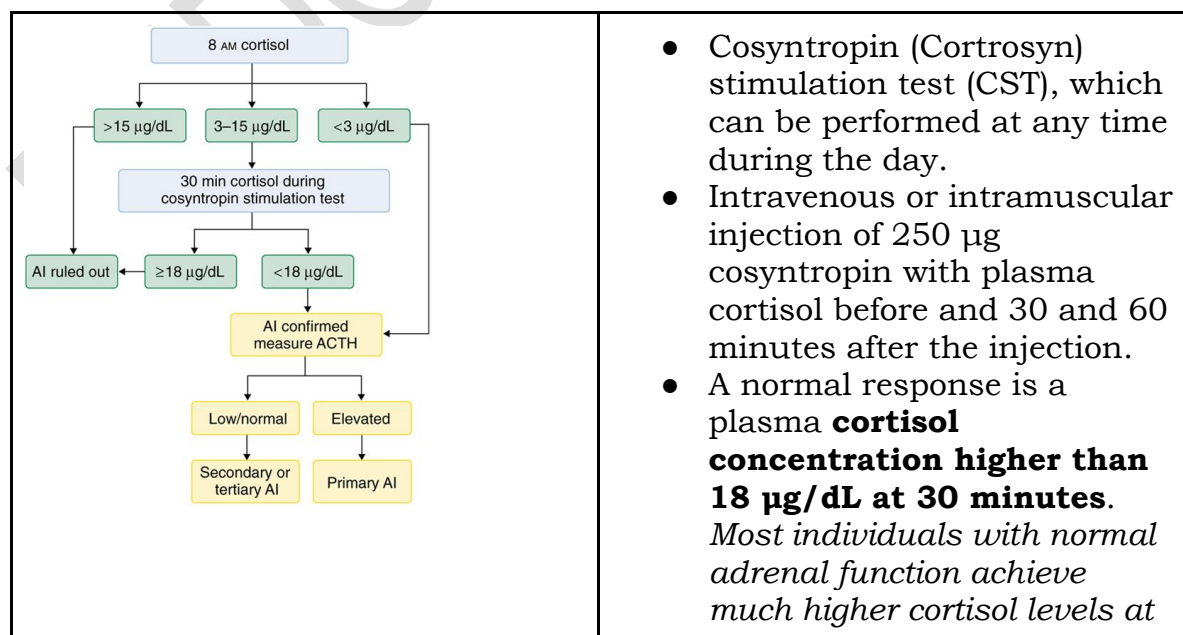 8 AM cortisol
>15 µg/dL
3–15 µg/dL
<3 µg/dL
30 min cortisol during
cosyntropin stimulation test
AI ruled out
≥18 µg/dL
<18 µg/dL
AI confirmed
measure ACTH
Low/normal
Elevated
Secondary or
tertiary AI
Primary AI
● Cosyntropin (Cortrosyn)
stimulation test (CST), which
can be performed at any time
during the day.
● Intravenous or intramuscular
injection of 250 µg
cosyntropin with plasma
cortisol before and 30 and 60
minutes after the injection.
● A normal response is a
plasma cortisol
concentration higher than
18 µg/dL at 30 minutes.
Most individuals with normal
adrenal function achieve
much higher cortisol levels at